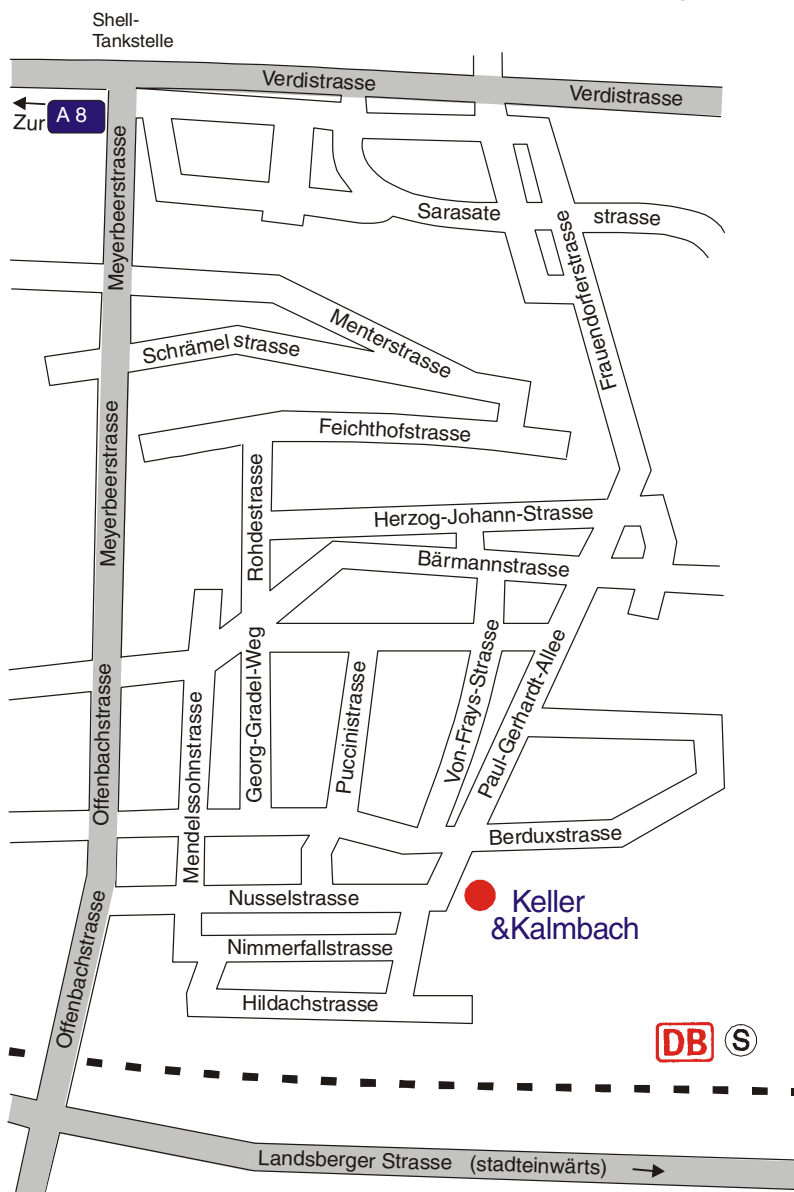 Shell-
Tankstelle
Verdistrasse
Verdistrasse
Zur A 8
Meyerbeerstrasse
Sarasate strasse
Frauendorferstrasse
Menterstrasse
Schrämel strasse
Meyerbeerstrasse
Feichthofstrasse
Rohdestrasse
Herzog-Johann-Strasse
Bärmannstrasse
Georg-Gradel-Weg
Von-Frays-Strasse
Paul-Gerhardt-Allee
Puccinistrasse
Offenbachstrasse
Mendelssohnstrasse
Berduxstrasse
Nusselstrasse
Keller
&Kalmbach
Nimmerfallstrasse
Offenbachstrasse
Hildachstrasse
DB S
Landsberger Strasse (stadteinwärts)